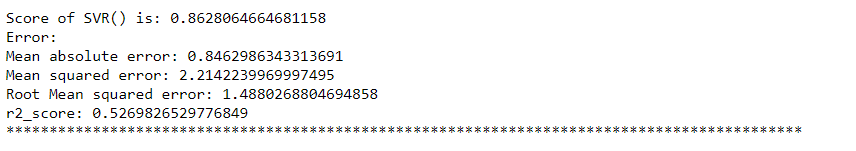 Score of SVR() is: 0.8628064664681158
Error:
Mean absolute error: 0.8462986343313691
Mean squared error: 2.2142239969997495
Root Mean squared error: 1.4880268804694858
r2_score: 0.5269826529776849
********************************************************************************************